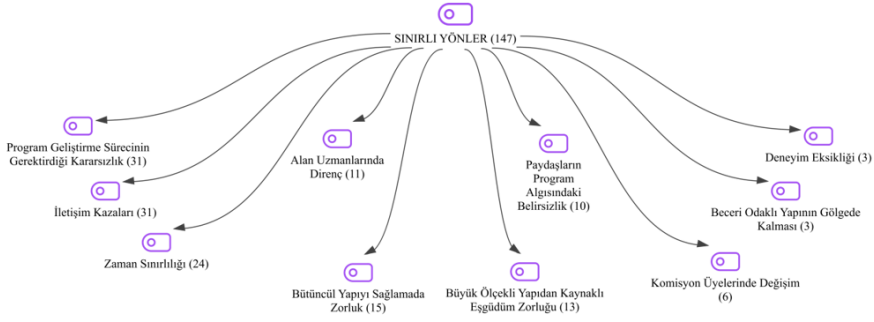 SINIRLI YÖNLER (147)
Program Geliştirme Sürecinin
Gerektirdiği Kararsızlık (31)
İletişim Kazaları (31)
Zaman Sınırlılığı (24)
Alan Uzmanlarında
Direnç (11)
Bütüncül Yapıyı Sağlamada
Zorluk (15)
Büyük Ölçekli Yapıdan Kaynaklı
Eşgüdüm Zorluğu (13)
Paydaşların
Program
Algısındaki
Belirsizlik (10)
Komisyon Üyelerinde Değişim
(6)
Beceri Odaklı Yapının Gölgede
Kalması (3)
Deneyim Eksikliği (3)